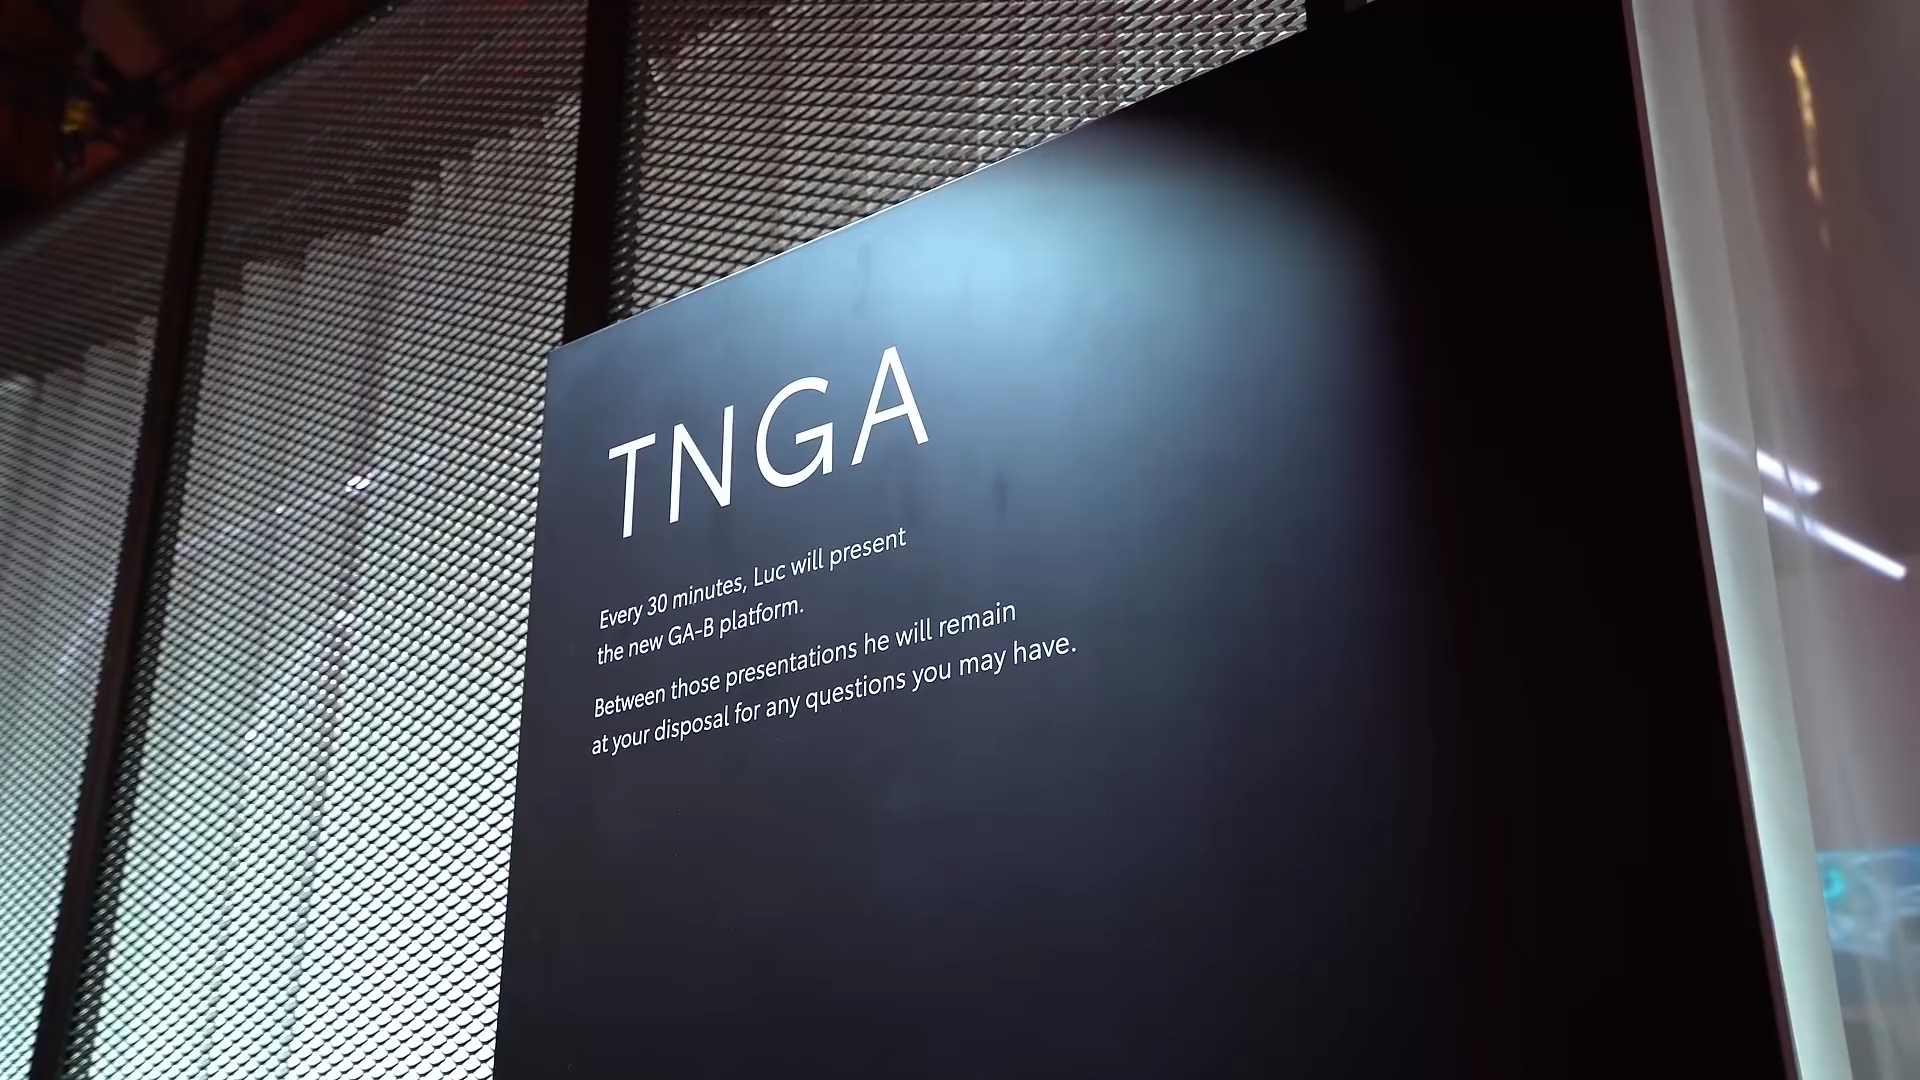 TNGA
Every 30 minutes, Luc will present
the new GA-B platform.
Between those presentations he will remain
at your disposal for any questions you may have.